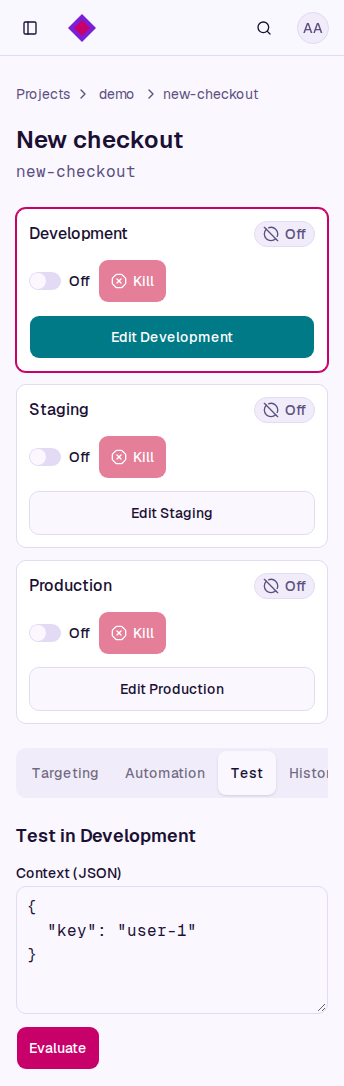 AA
Projects > demo > new-checkout
New checkout
new-checkout
Development Off
Off Kill
Edit Development
Staging Off
Off Kill
Edit Staging
Production Off
Off Kill
Edit Production
Targeting Automation Test Histor
Test in Development
Context (JSON)
{
"key": "user-1"
}
Evaluate